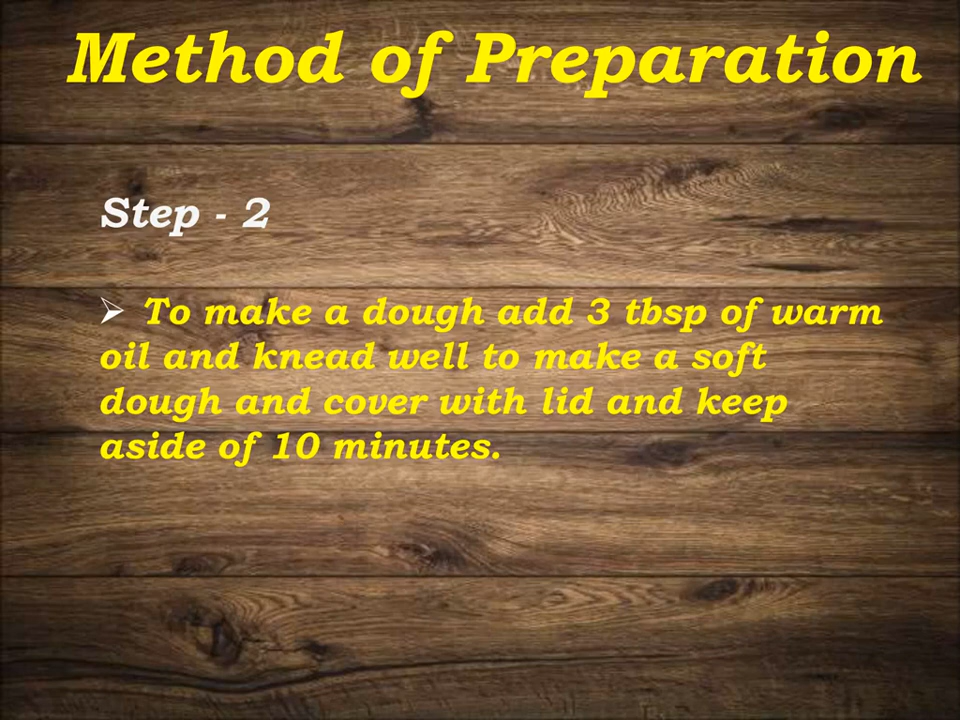 Method of Preparation
Step - 2
➢ To make a dough add 3 tbsp of warm
oil and knead well to make a soft
dough and cover with lid and keep
aside of 10 minutes.